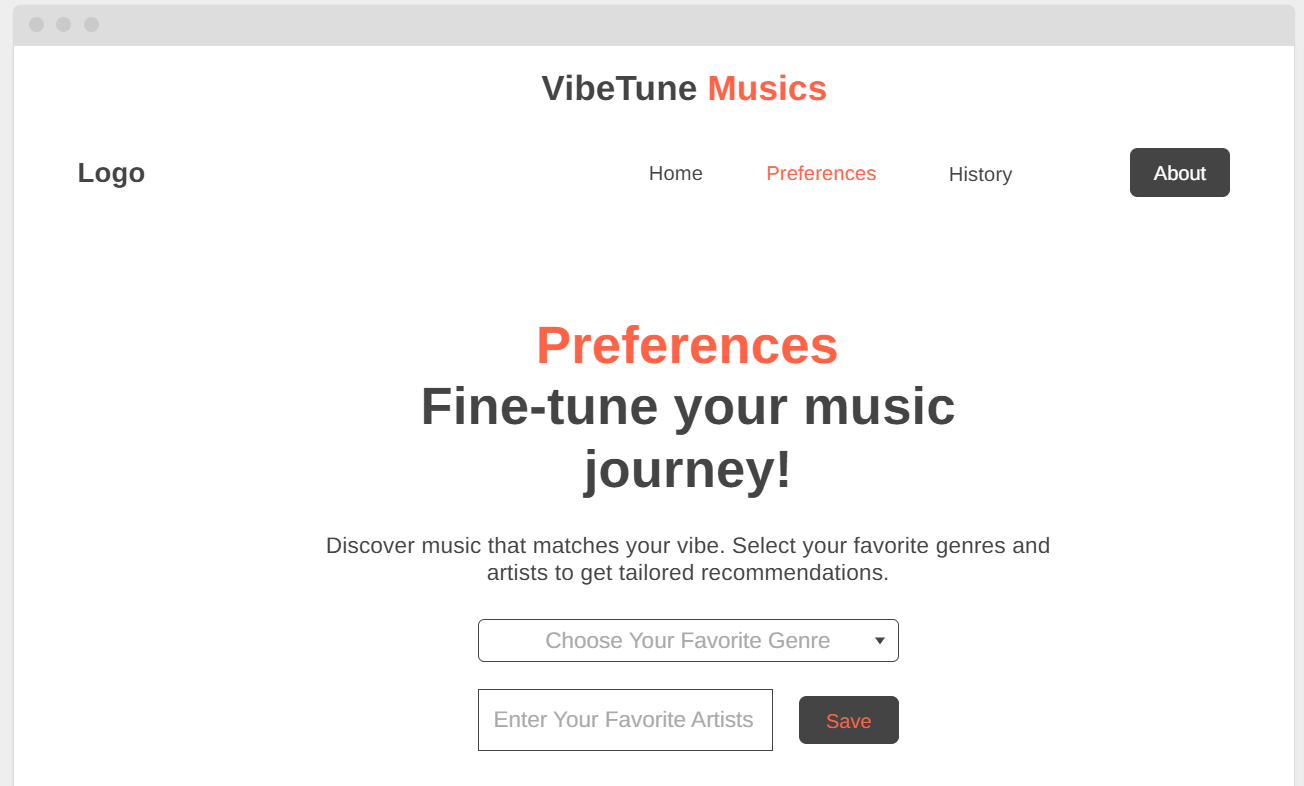 VibeTune Musics
Logo
Home
Preferences
History
About
Preferences
Fine-tune your music
journey!
Discover music that matches your vibe. Select your favorite genres and
artists to get tailored recommendations.
Choose Your Favorite Genre
Enter Your Favorite Artists
Save